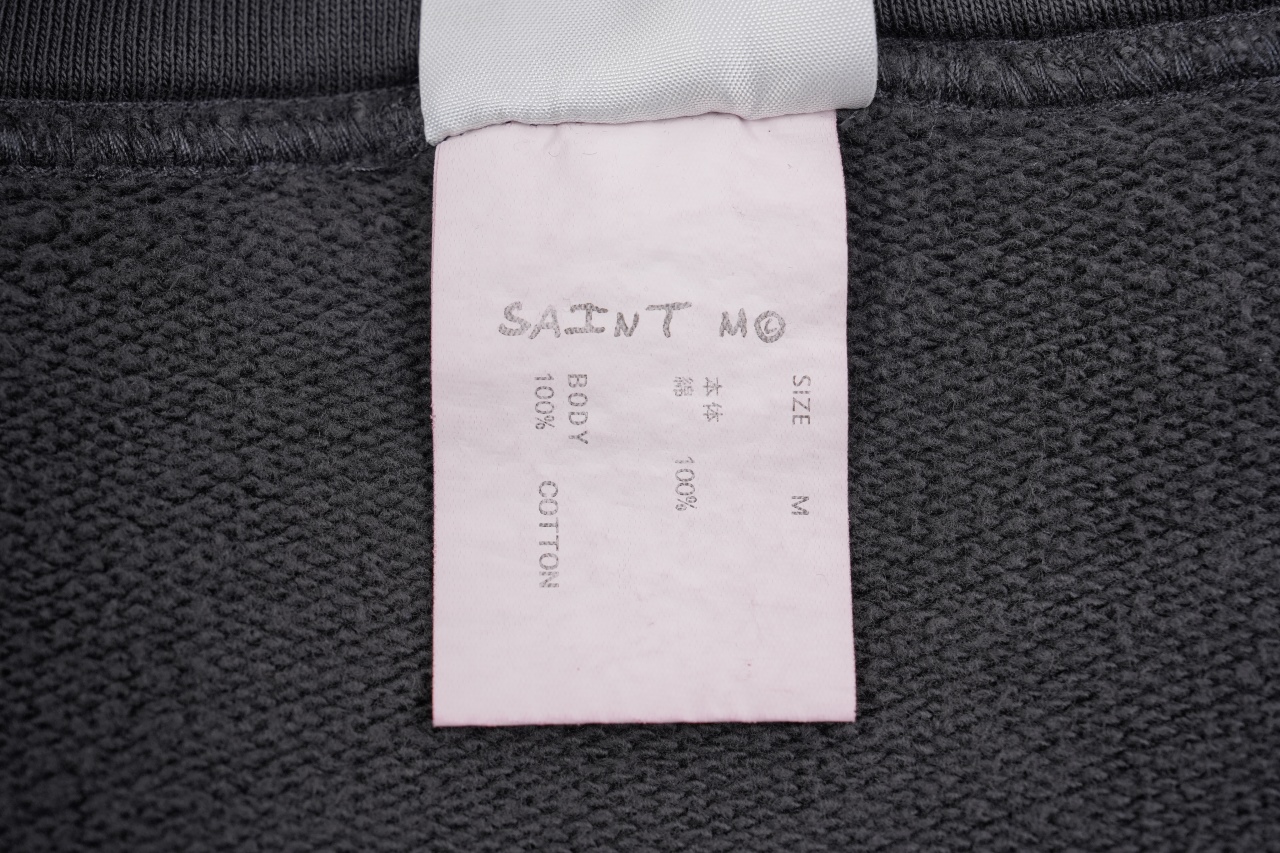 SAINT M©
SIZE M
本体
綿 100%
BODY
100% COTTON